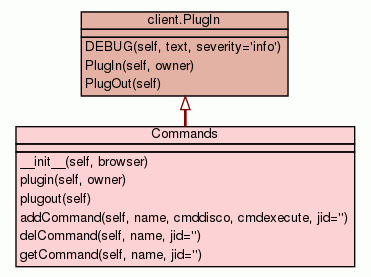 client.PlugIn
DEBUG(self, text, severity='info')
PlugIn(self, owner)
PlugOut(self)
Commands
__init__(self, browser)
plugin(self, owner)
plugout(self)
addCommand(self, name, cmddisco, cmdexecute, jid='')
delCommand(self, name, jid='')
getCommand(self, name, jid='')